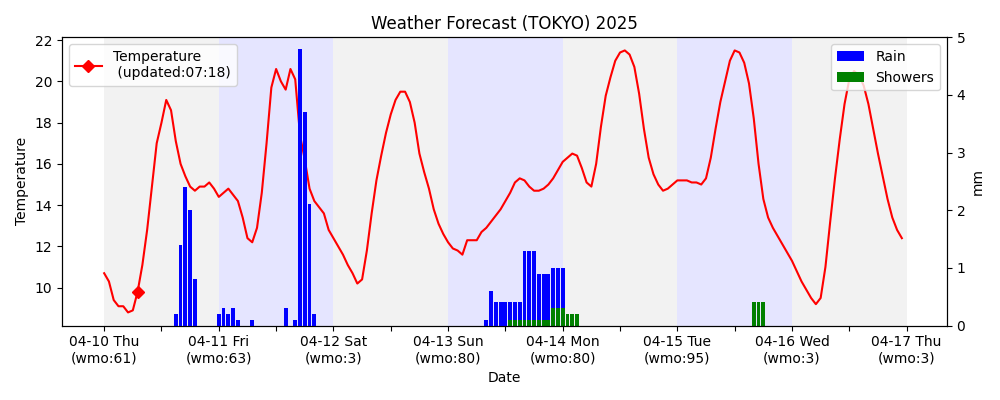 Weather Forecast (TOKYO) 2025
Temperature
(updated:07:18)
Rain
Showers
22
20
18
16
14
12
10
Temperature
5
4
3
2
1
0
mm
04-10 Thu
(wmo:61)
04-11 Fri
(wmo:63)
04-12 Sat
(wmo:3)
04-13 Sun
(wmo:80)
04-14 Mon
(wmo:80)
04-15 Tue
(wmo:95)
04-16 Wed
(wmo:3)
04-17 Thu
(wmo:3)
Date